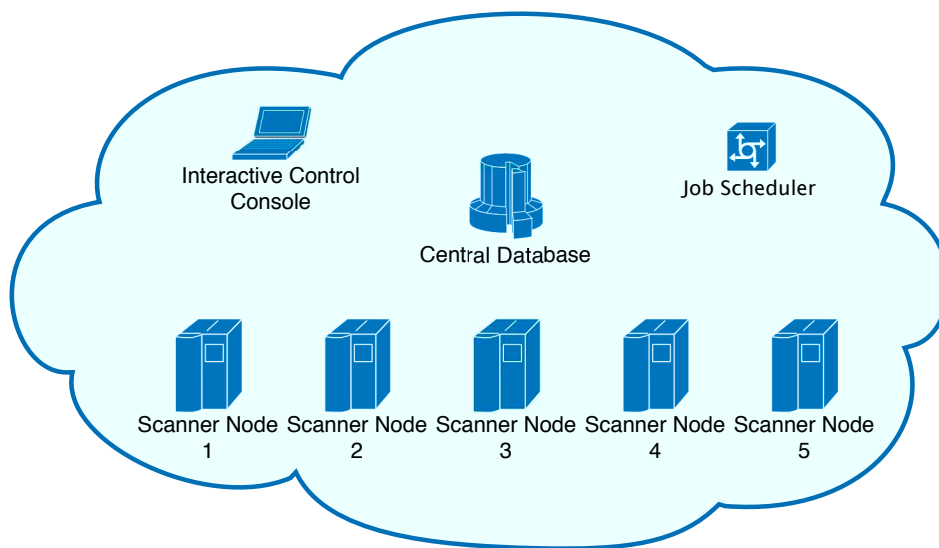 Interactive Control
Console
Job Scheduler
Central Database
Scanner Node
1
Scanner Node
2
Scanner Node
3
Scanner Node
4
Scanner Node
5